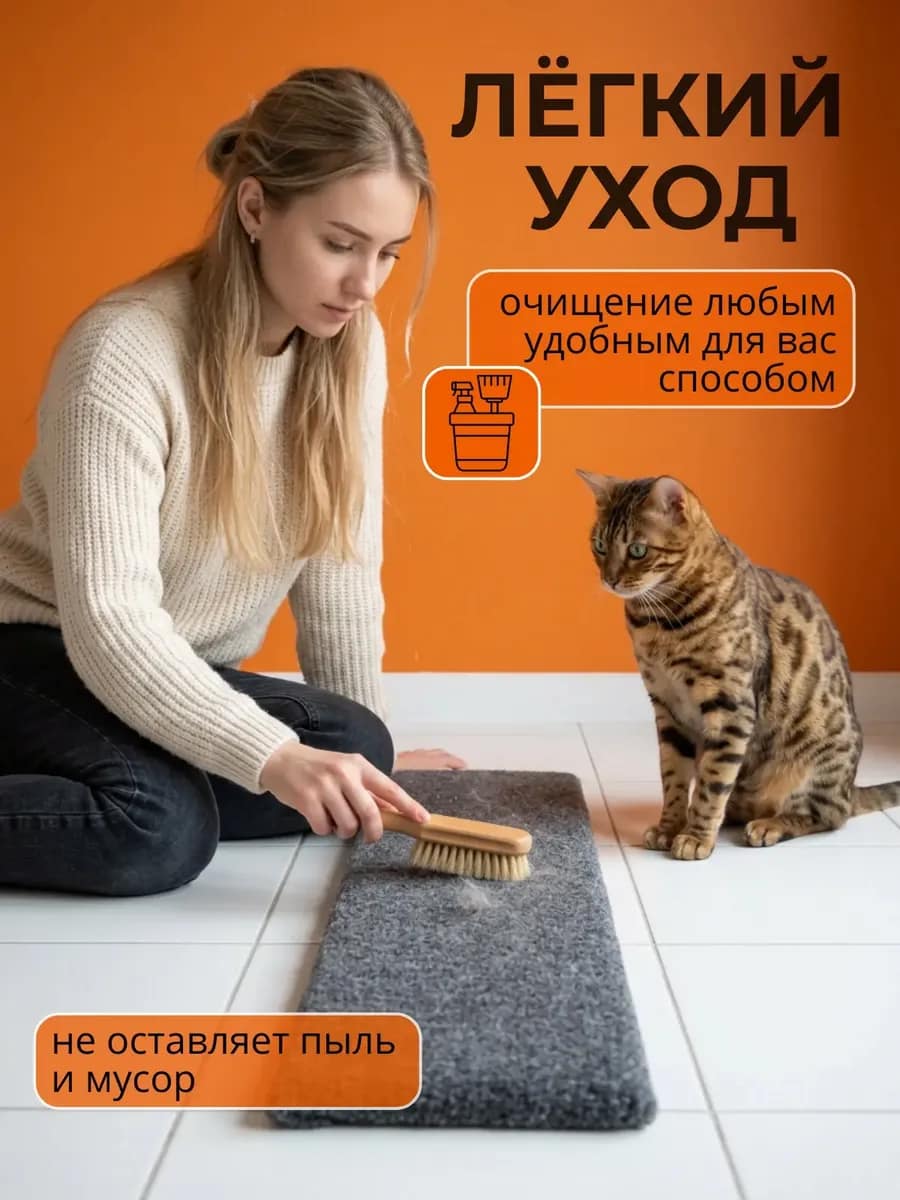 ЛЁГКИЙ
УХОД
очищение любым
удобным для вас
способом
не оставляет пыль
и мусор